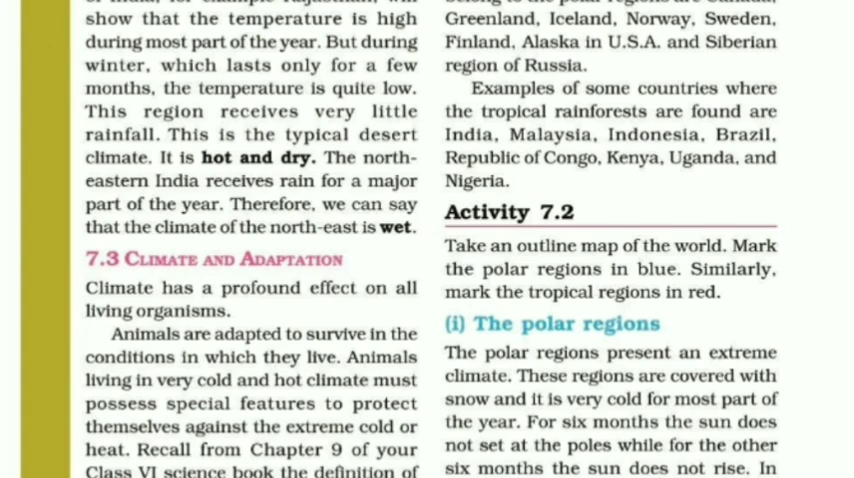 show that the temperature is high
during most part of the year. But during
winter, which lasts only for a few
months, the temperature is quite low.
This region receives very little
rainfall. This is the typical desert
climate. It is hot and dry. The north-
eastern India receives rain for a major
part of the year. Therefore, we can say
that the climate of the north-east is wet.
7.3 CLIMATE AND ADAPTATION
Climate has a profound effect on all
living organisms.
Animals are adapted to survive in the
conditions in which they live. Animals
living in very cold and hot climate must
possess special features to protect
themselves against the extreme cold or
heat. Recall from Chapter 9 of your
Class VI science book the definition of
Greenland, Iceland, Norway, Sweden,
Finland, Alaska in U.S.A. and Siberian
region of Russia.
Examples of some countries where
the tropical rainforests are found are
India, Malaysia, Indonesia, Brazil,
Republic of Congo, Kenya, Uganda, and
Nigeria.
Activity 7.2
Take an outline map of the world. Mark
the polar regions in blue. Similarly,
mark the tropical regions in red.
(i) The polar regions
The polar regions present an extreme
climate. These regions are covered with
snow and it is very cold for most part of
the year. For six months the sun does
not set at the poles while for the other
six months the sun does not rise. In